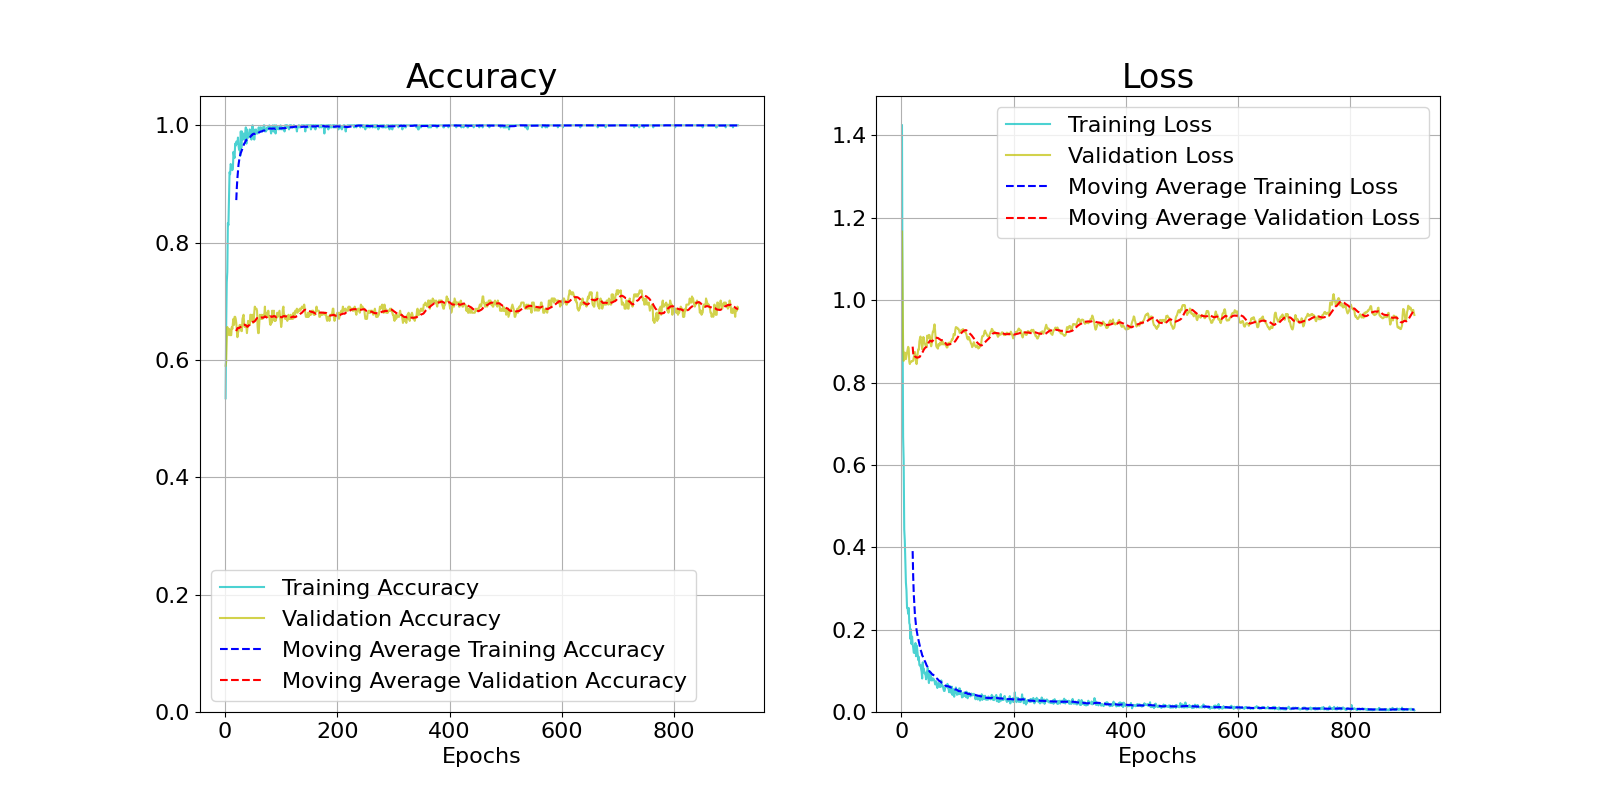 Accuracy
1.0
0.8
0.6
0.4
0.2
0.0
Training Accuracy
Validation Accuracy
Moving Average Training Accuracy
Moving Average Validation Accuracy
0 200 400 600 800
Epochs
Loss
1.4
1.2
1.0
0.8
0.6
0.4
0.2
0.0
Training Loss
Validation Loss
Moving Average Training Loss
Moving Average Validation Loss
0 200 400 600 800
Epochs